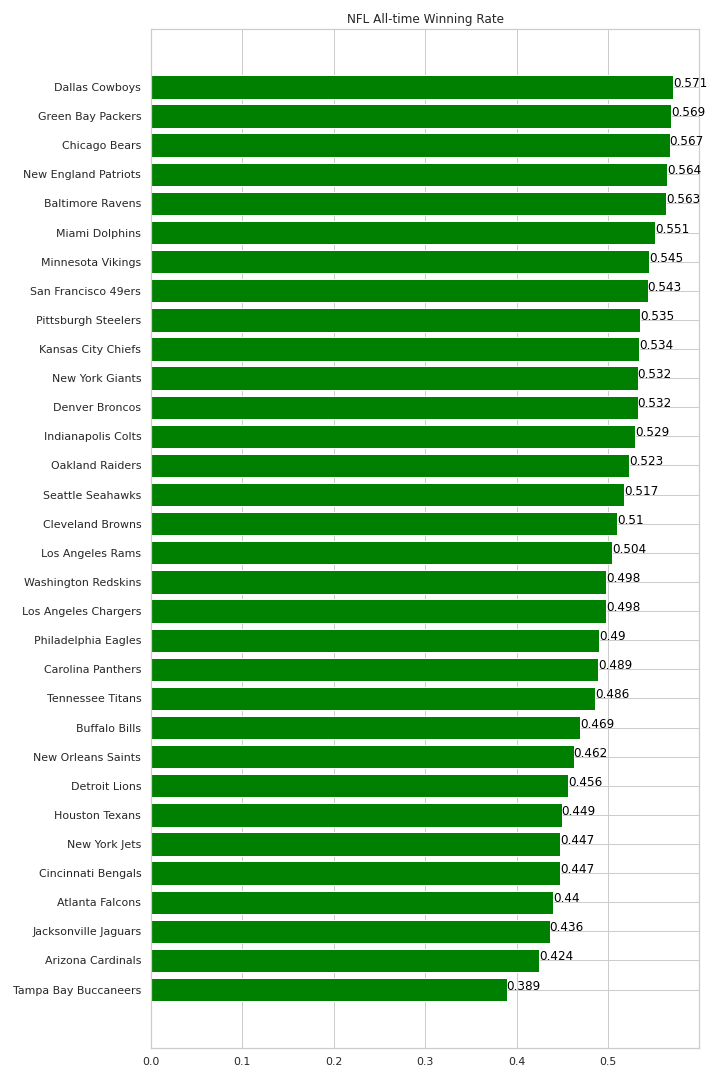 NFL All-time Winning Rate
Dallas Cowboys 0.571
Green Bay Packers 0.569
Chicago Bears 0.567
New England Patriots 0.564
Baltimore Ravens 0.563
Miami Dolphins 0.551
Minnesota Vikings 0.545
San Francisco 49ers 0.543
Pittsburgh Steelers 0.535
Kansas City Chiefs 0.534
New York Giants 0.532
Denver Broncos 0.532
Indianapolis Colts 0.529
Oakland Raiders 0.523
Seattle Seahawks 0.517
Cleveland Browns 0.51
Los Angeles Rams 0.504
Washington Redskins 0.498
Los Angeles Chargers 0.498
Philadelphia Eagles 0.49
Carolina Panthers 0.489
Tennessee Titans 0.486
Buffalo Bills 0.469
New Orleans Saints 0.462
Detroit Lions 0.456
Houston Texans 0.449
New York Jets 0.447
Cincinnati Bengals 0.447
Atlanta Falcons 0.44
Jacksonville Jaguars 0.436
Arizona Cardinals 0.424
Tampa Bay Buccaneers 0.389
0.0 0.1 0.2 0.3 0.4 0.5